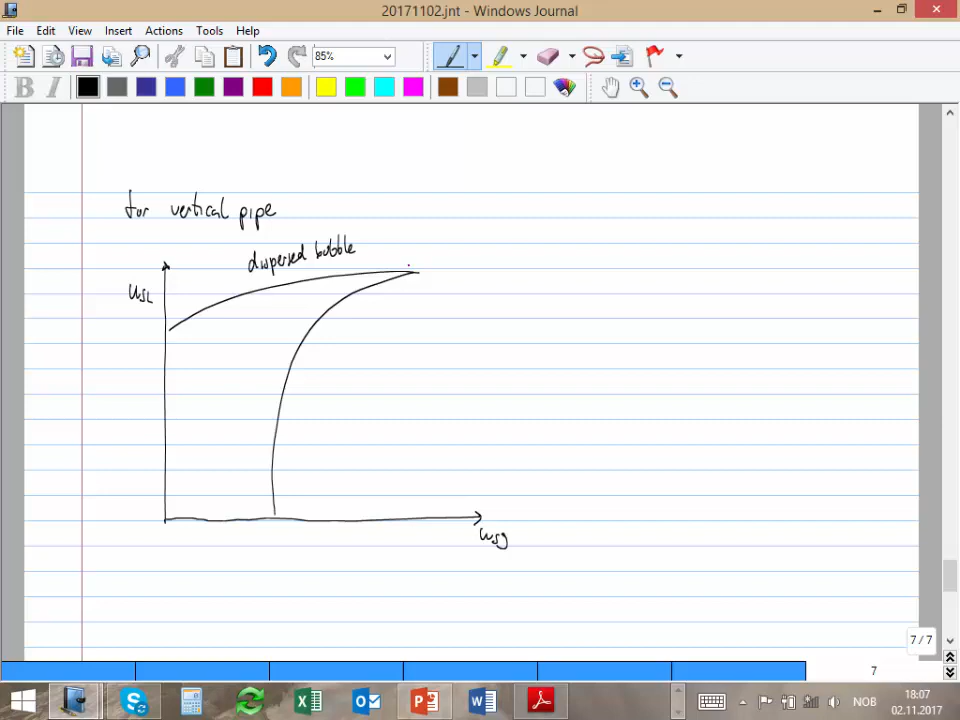 20171102.jnt - Windows Journal
File Edit View Insert Actions Tools Help
85%
B I
for vertical pipe
dispersed bubble
usL
usg
7 / 7
7
NOB
18:07
02.11.2017